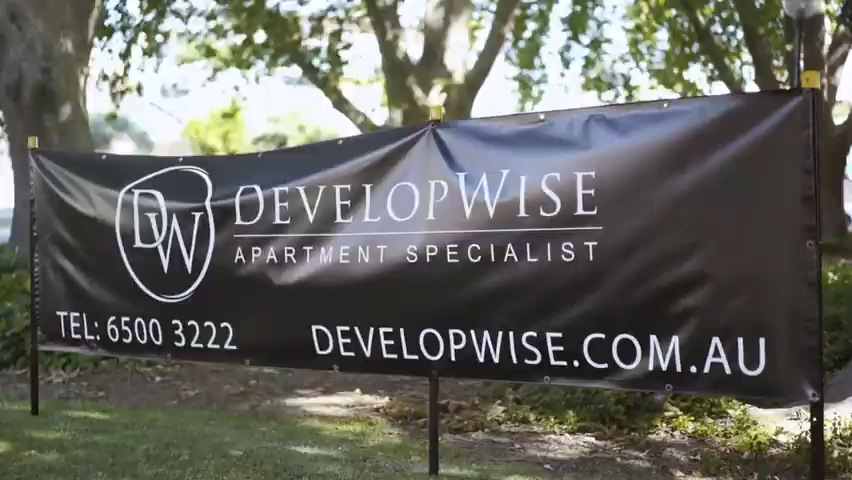 DW
DEVELOPWISE
APARTMENT SPECIALIST
TEL: 6500 3222
DEVELOPWISE.COM.AU